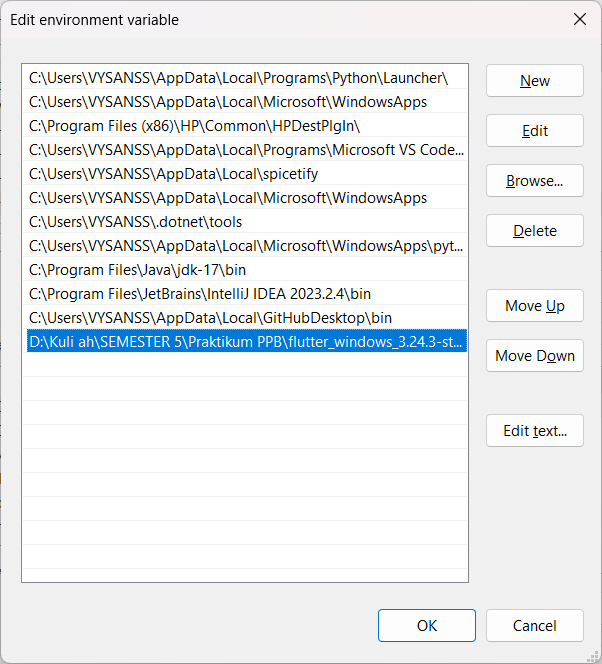 Edit environment variable
C:\Users\VYSANSS\AppData\Local\Programs\Python\Launcher\
C:\Users\VYSANSS\AppData\Local\Microsoft\WindowsApps
C:\Program Files (x86)\HP\Common\HPDestPlgIn\
C:\Users\VYSANSS\AppData\Local\Programs\Microsoft VS Code...
C:\Users\VYSANSS\AppData\Local\spicetify
C:\Users\VYSANSS\AppData\Local\Microsoft\WindowsApps
C:\Users\VYSANSS\.dotnet\tools
C:\Users\VYSANSS\AppData\Local\Microsoft\WindowsApps\pyt...
C:\Program Files\Java\jdk-17\bin
C:\Program Files\JetBrains\IntelliJ IDEA 2023.2.4\bin
C:\Users\VYSANSS\AppData\Local\GitHubDesktop\bin
D:\Kuli ah\SEMESTER 5\Praktikum PPB\flutter_windows_3.24.3-st...
New
Edit
Browse...
Delete
Move Up
Move Down
Edit text...
OK
Cancel